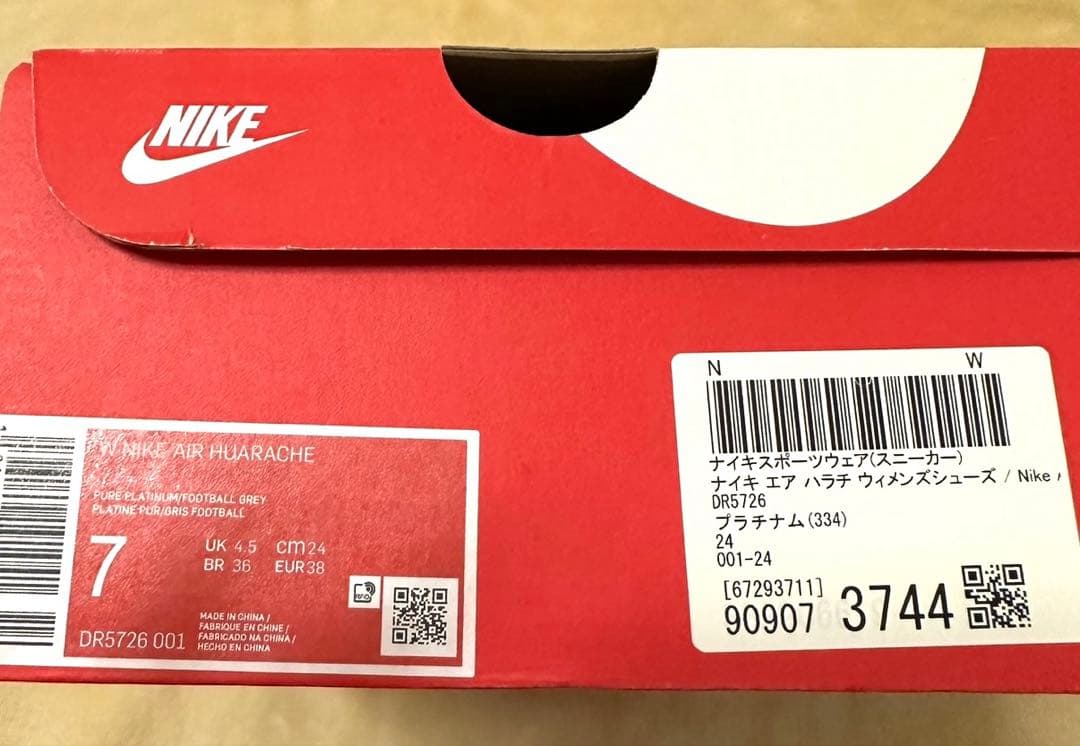 NIKE
W NIKE AIR HUARACHE
PURE PLATINUM/FOOTBALL GREY
PLATINE PUR/GRIS FOOTBALL
7
UK 4.5 cm 24
BR 36 EUR 38
MADE IN CHINA /
FABRIQUE EN CHINE /
FABRICADO NA CHINA /
HECHO EN CHINA
DR5726 001
N W
ナイキスポーツウェア(スニーカー)
ナイキ エア ハラチ ウィメンズシューズ / Nike
DR5726
プラチナム(334)
24
001-24
[67293711]
90907 3744